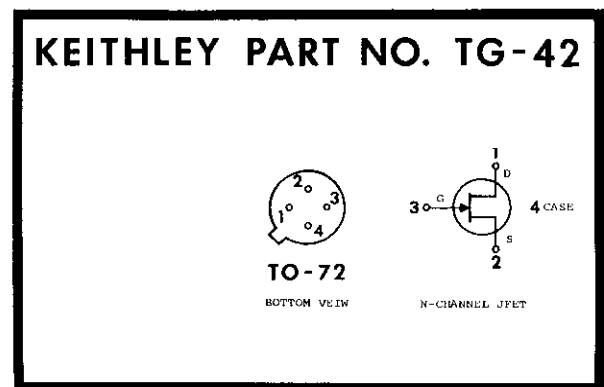 KEITHLEY PART NO. TG-42
1
D
2
1 3
4
3 G
4 CASE
S
2
TO-72
BOTTOM VEIW N-CHANNEL JFET